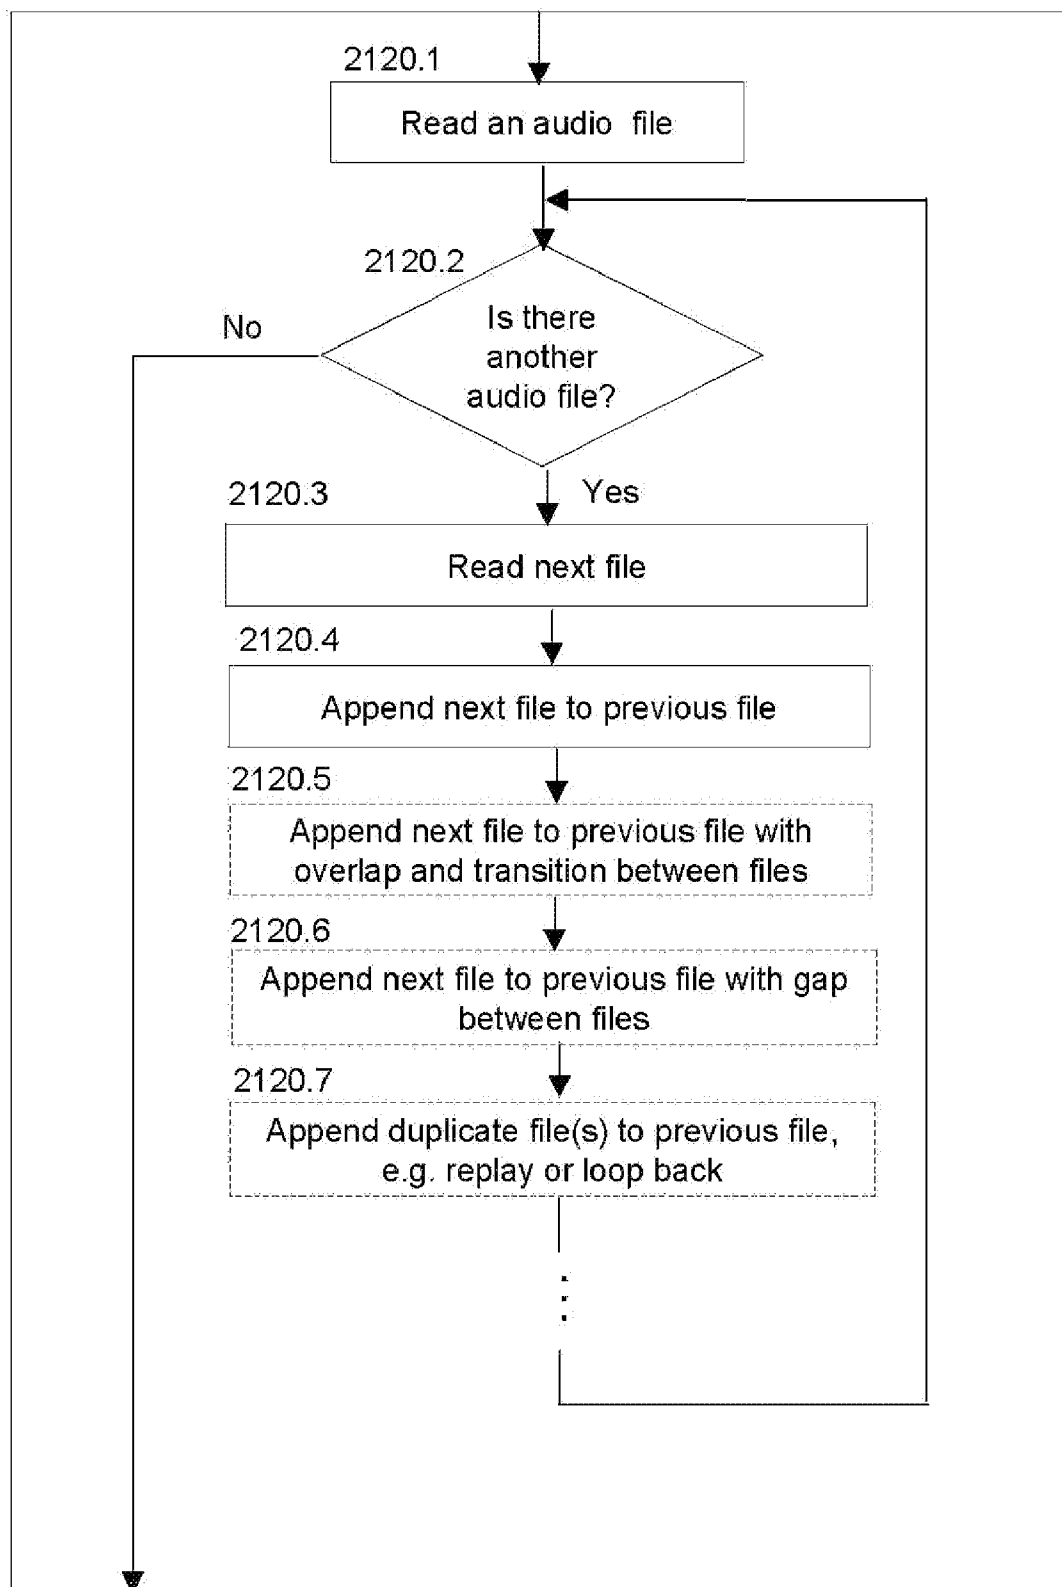 2120.1
Read an audio file
2120.2
Is there
another
audio file?
No
Yes
2120.3
Read next file
2120.4
Append next file to previous file
2120.5
Append next file to previous file with
overlap and transition between files
2120.6
Append next file to previous file with gap
between files
2120.7
Append duplicate file(s) to previous file,
e.g. replay or loop back